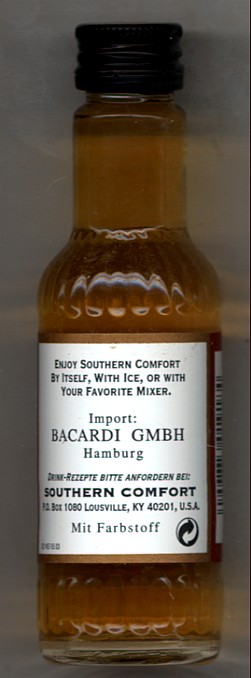 ENJOY SOUTHERN COMFORT
BY ITSELF, WITH ICE, OR WITH
YOUR FAVORITE MIXER.
Import:
BACARDI GMBH
Hamburg
DRINK-REZEPTE BITTE ANFORDERN BEI:
SOUTHERN COMFORT
P.O. BOX 1080 LOUSVILLE, KY 40201, U.S.A.
Mit Farbstoff